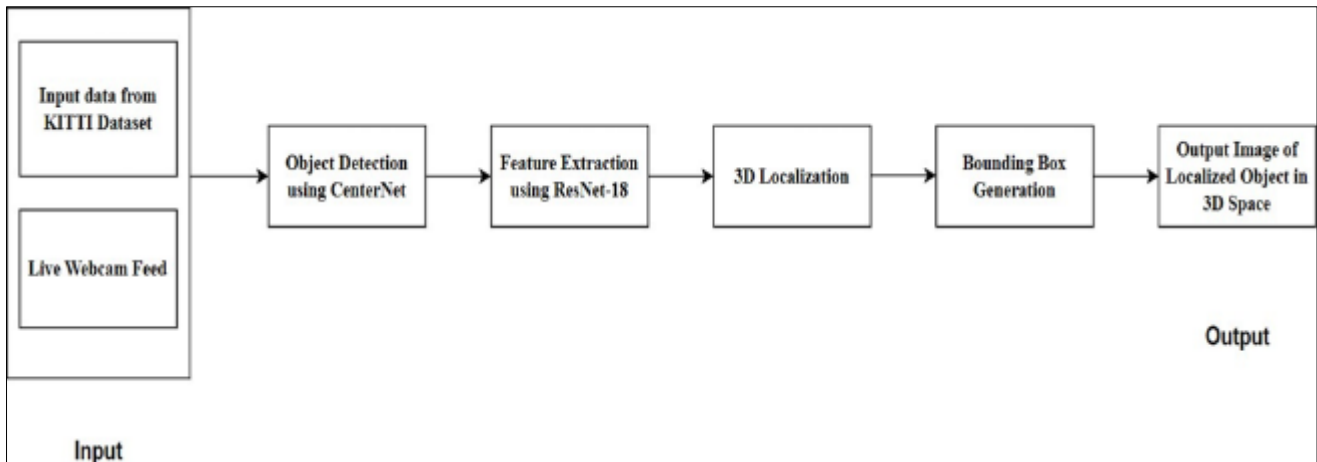 Input data from
KITTI Dataset
Live Webcam Feed
Input
Object Detection
using CenterNet
Feature Extraction
using ResNet-18
3D Localization
Bounding Box
Generation
Output Image of
Localized Object in
3D Space
Output